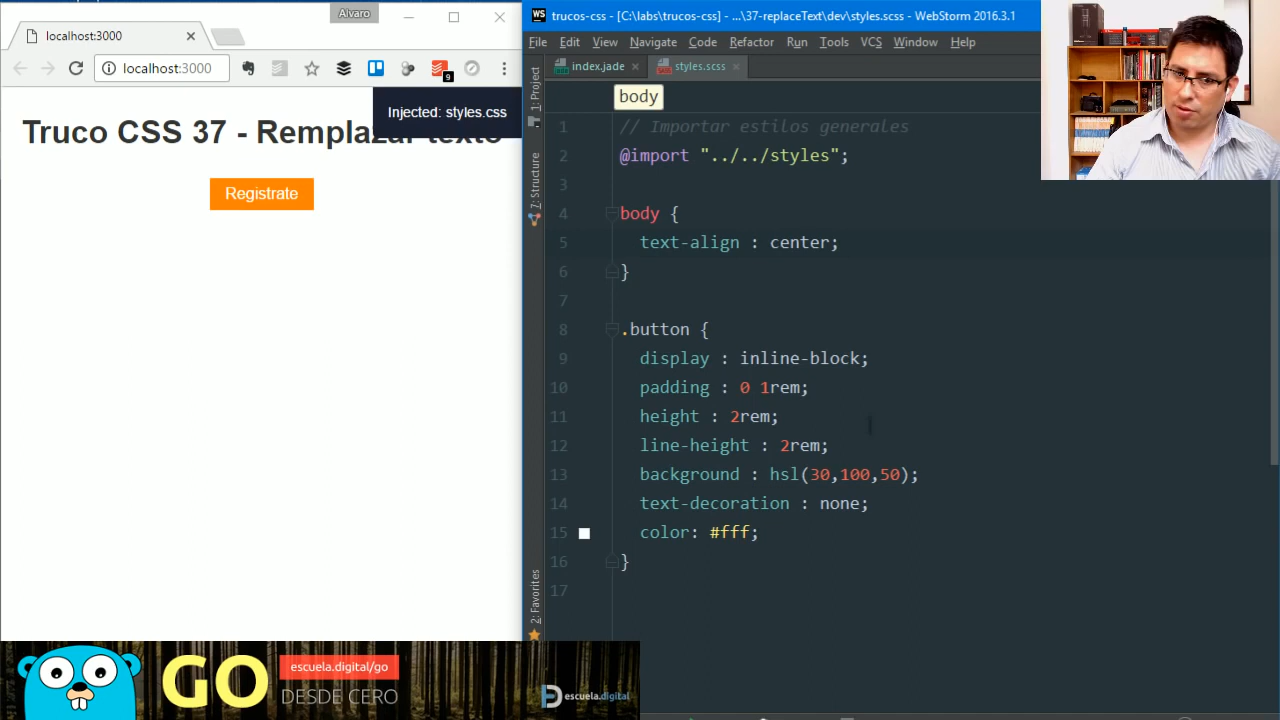 Alvaro
localhost:3000
localhost:3000
9
Injected: styles.css
Truco CSS 37 - Remplazar texto
Registrate
WS trucos-css - [C:\labs\trucos-css] - ...\37-replaceText\dev\styles.scss - WebStorm 2016.3.1
File Edit View Navigate Code Refactor Run Tools VCS Window Help
index.jade styles.scss
1: Project
7: Structure
2: Favorites
body
1 // Importar estilos generales
2 @import "../../styles";
3
4 body {
5 text-align : center;
6 }
7
8 .button {
9 display : inline-block;
10 padding : 0 1rem;
11 height : 2rem;
12 line-height : 2rem;
13 background : hsl(30,100,50);
14 text-decoration : none;
15 color: #fff;
16 }
17
GO
DESDE CERO
escuela.digital/go
escuela.digital